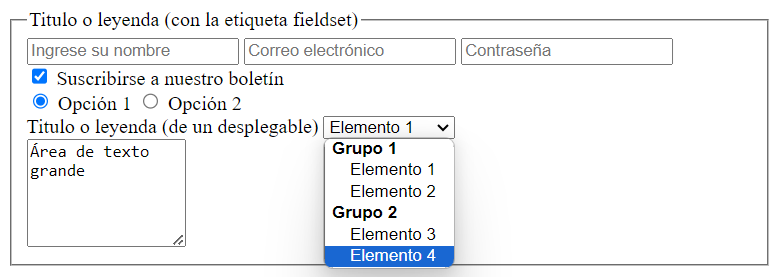 Titulo o leyenda (con la etiqueta fieldset)
Ingrese su nombre Correo electrónico Contraseña
Suscribirse a nuestro boletín
Opción 1 Opción 2
Titulo o leyenda (de un desplegable) Elemento 1
Área de texto
grande
Grupo 1
Elemento 1
Elemento 2
Grupo 2
Elemento 3
Elemento 4